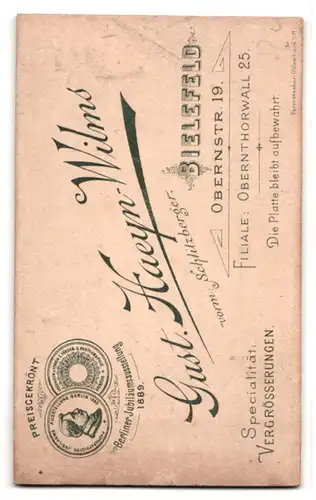 PREISGEKRÖNT
Berliner Jubiläumsausstellung
1889.
Gust. Haeyn-Wilms
vorm. Schlitzberger.
BIELEFELD
OBERNSTR. 19.
FILIALE: OBERNTHORWALL 25.
Die Platte bleibt aufbewahrt.
Specialität:
VERGRÖSSERUNGEN.